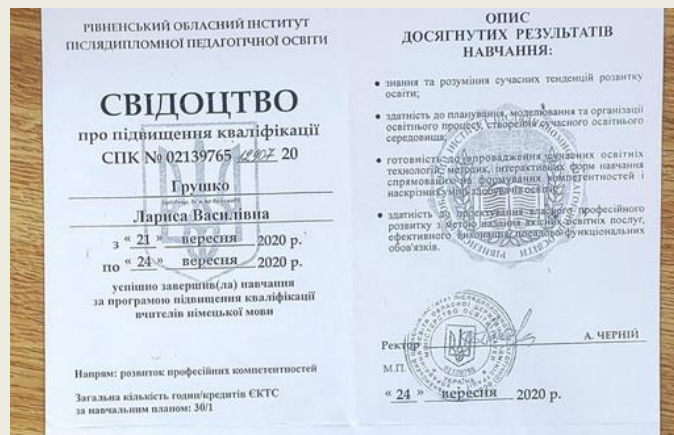 РІВНЕНСЬКИЙ ОБЛАСНИЙ ІНСТИТУТ
ПІСЛЯДИПЛОМНОЇ ПЕДАГОГІЧНОЇ ОСВІТИ
СВІДОЦТВО
про підвищення кваліфікації
СПК № 02139765 20
Грушко
Лариса Василівна
з « 21 » вересня 2020 р.
по « 24 » вересня 2020 р.
успішно завершив(ла) навчання
за програмою підвищення кваліфікації
вчителів німецької мови
Напрям: розвиток професійних компетентностей
Загальна кількість годин/кредитів ЄКТС
за навчальним планом: 30/1
ОПИС
ДОСЯГНУТИХ РЕЗУЛЬТАТІВ
НАВЧАННЯ:
• знання та розуміння сучасних тенденцій розвитку
освіти;
• здатність до планування, моделювання та організації
освітнього процесу, створення сучасного освітнього
середовища;
• готовність до впровадження сучасних освітніх
технологій, методик, інтерактивних форм навчання
спрямованих на формування компетентностей і
наскрізних умінь здобувачів освіти;
• здатність до проектування власного професійного
розвитку з метою надання якісних освітніх послуг,
ефективного виконання посадово-функціональних
обов'язків.
Ректор А. ЧЕРНІЙ
М.П.
« 24 » вересня 2020 р.
02139765
УКРАЇНА